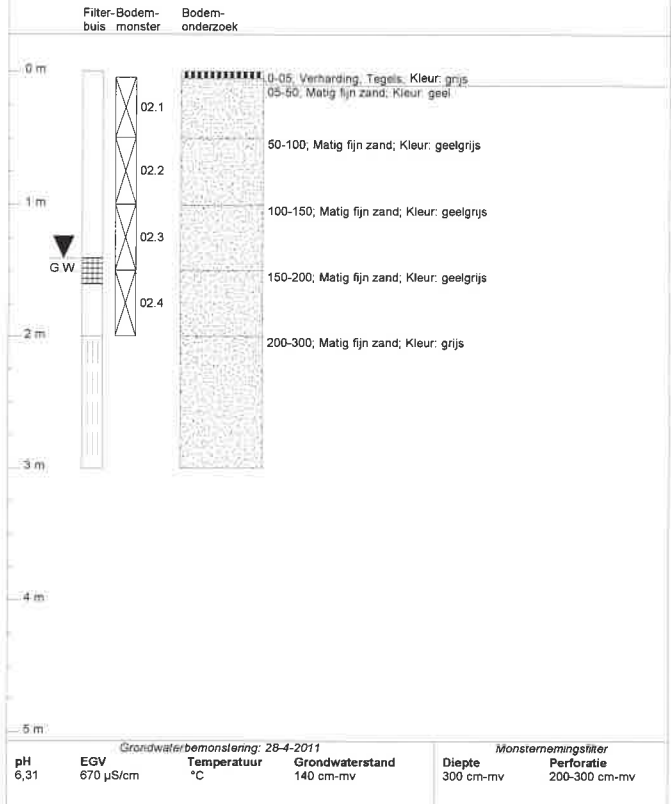 Filter- Bodem- Bodem-
buis monster onderzoek
0 m
0-05, Verharding, Tegels, Kleur: grijs
05-50, Matig fijn zand; Kleur: geel
02.1
50-100; Matig fijn zand; Kleur: geelgrijs
02.2
1 m
100-150; Matig fijn zand; Kleur: geelgrijs
02.3
GW
150-200; Matig fijn zand; Kleur: geelgrijs
02.4
2 m
200-300; Matig fijn zand; Kleur: grijs
3 m
4 m
5 m
Grondwaterbemonstering: 28-4-2011 Monsternemingsfilter
pH EGV Temperatuur Grondwaterstand Diepte Perforatie
6,31 670 µS/cm °C 140 cm-mv 300 cm-mv 200-300 cm-mv